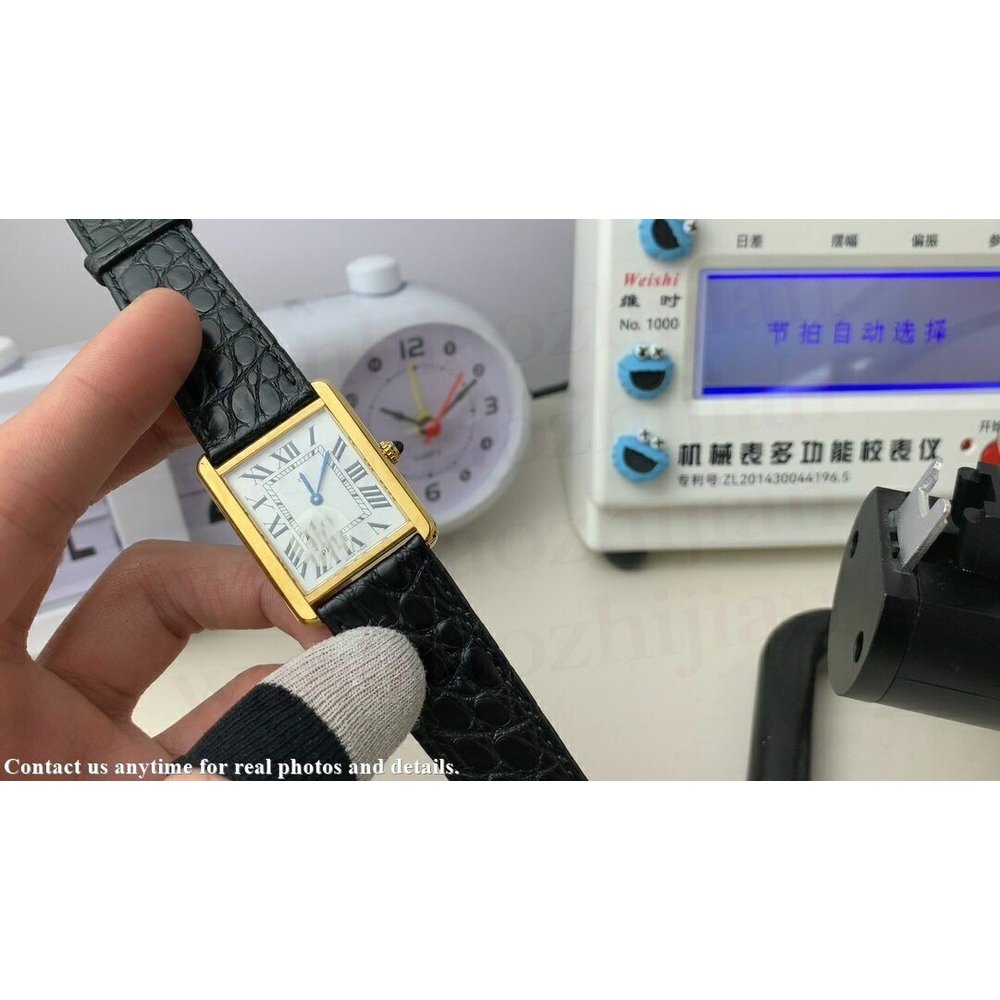 日差 摆幅 偏振
Weishi
维 时
No. 1000
节拍自动选择
12
3
6
机械表多功能校表仪
专利号:ZL201430044196.5
开始
Contact us anytime for real photos and details.